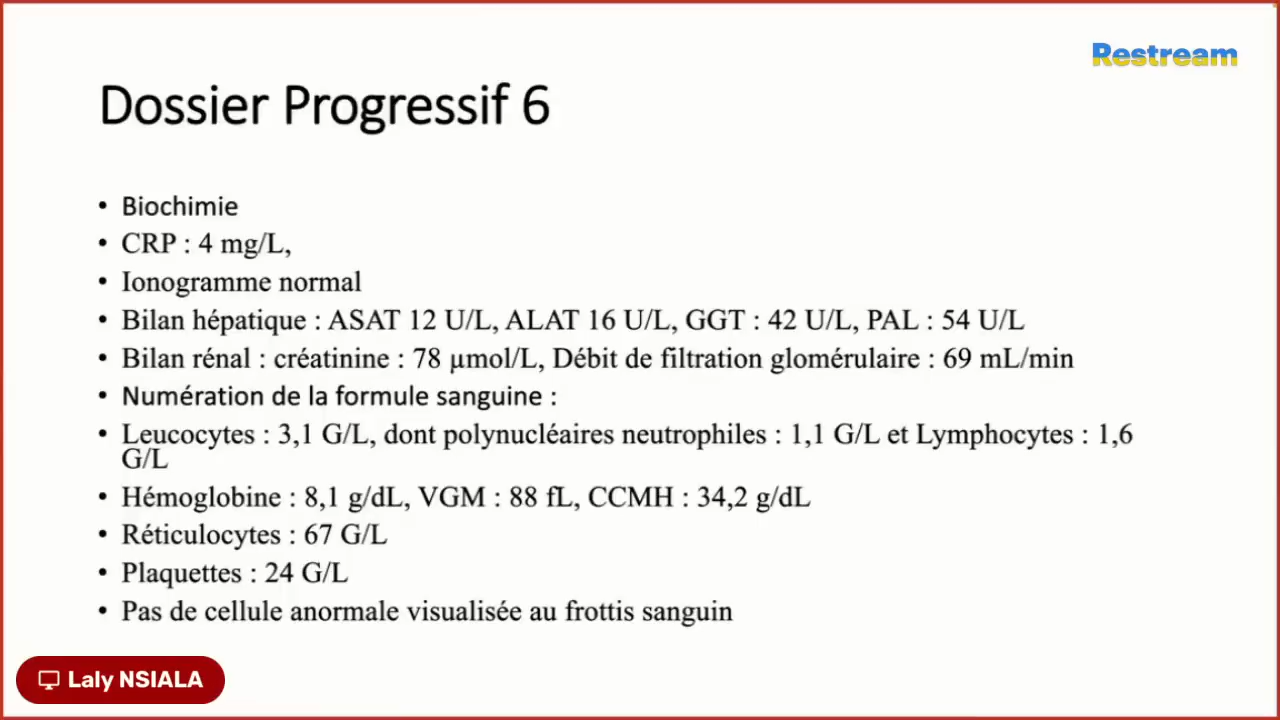 Restream
Dossier Progressif 6
• Biochimie
• CRP : 4 mg/L,
• Ionogramme normal
• Bilan hépatique : ASAT 12 U/L, ALAT 16 U/L, GGT : 42 U/L, PAL : 54 U/L
• Bilan rénal : créatinine : 78 µmol/L, Débit de filtration glomérulaire : 69 mL/min
• Numération de la formule sanguine :
• Leucocytes : 3,1 G/L, dont polynucléaires neutrophiles : 1,1 G/L et Lymphocytes : 1,6
G/L
• Hémoglobine : 8,1 g/dL, VGM : 88 fL, CCMH : 34,2 g/dL
• Réticulocytes : 67 G/L
• Plaquettes : 24 G/L
• Pas de cellule anormale visualisée au frottis sanguin
Laly NSIALA